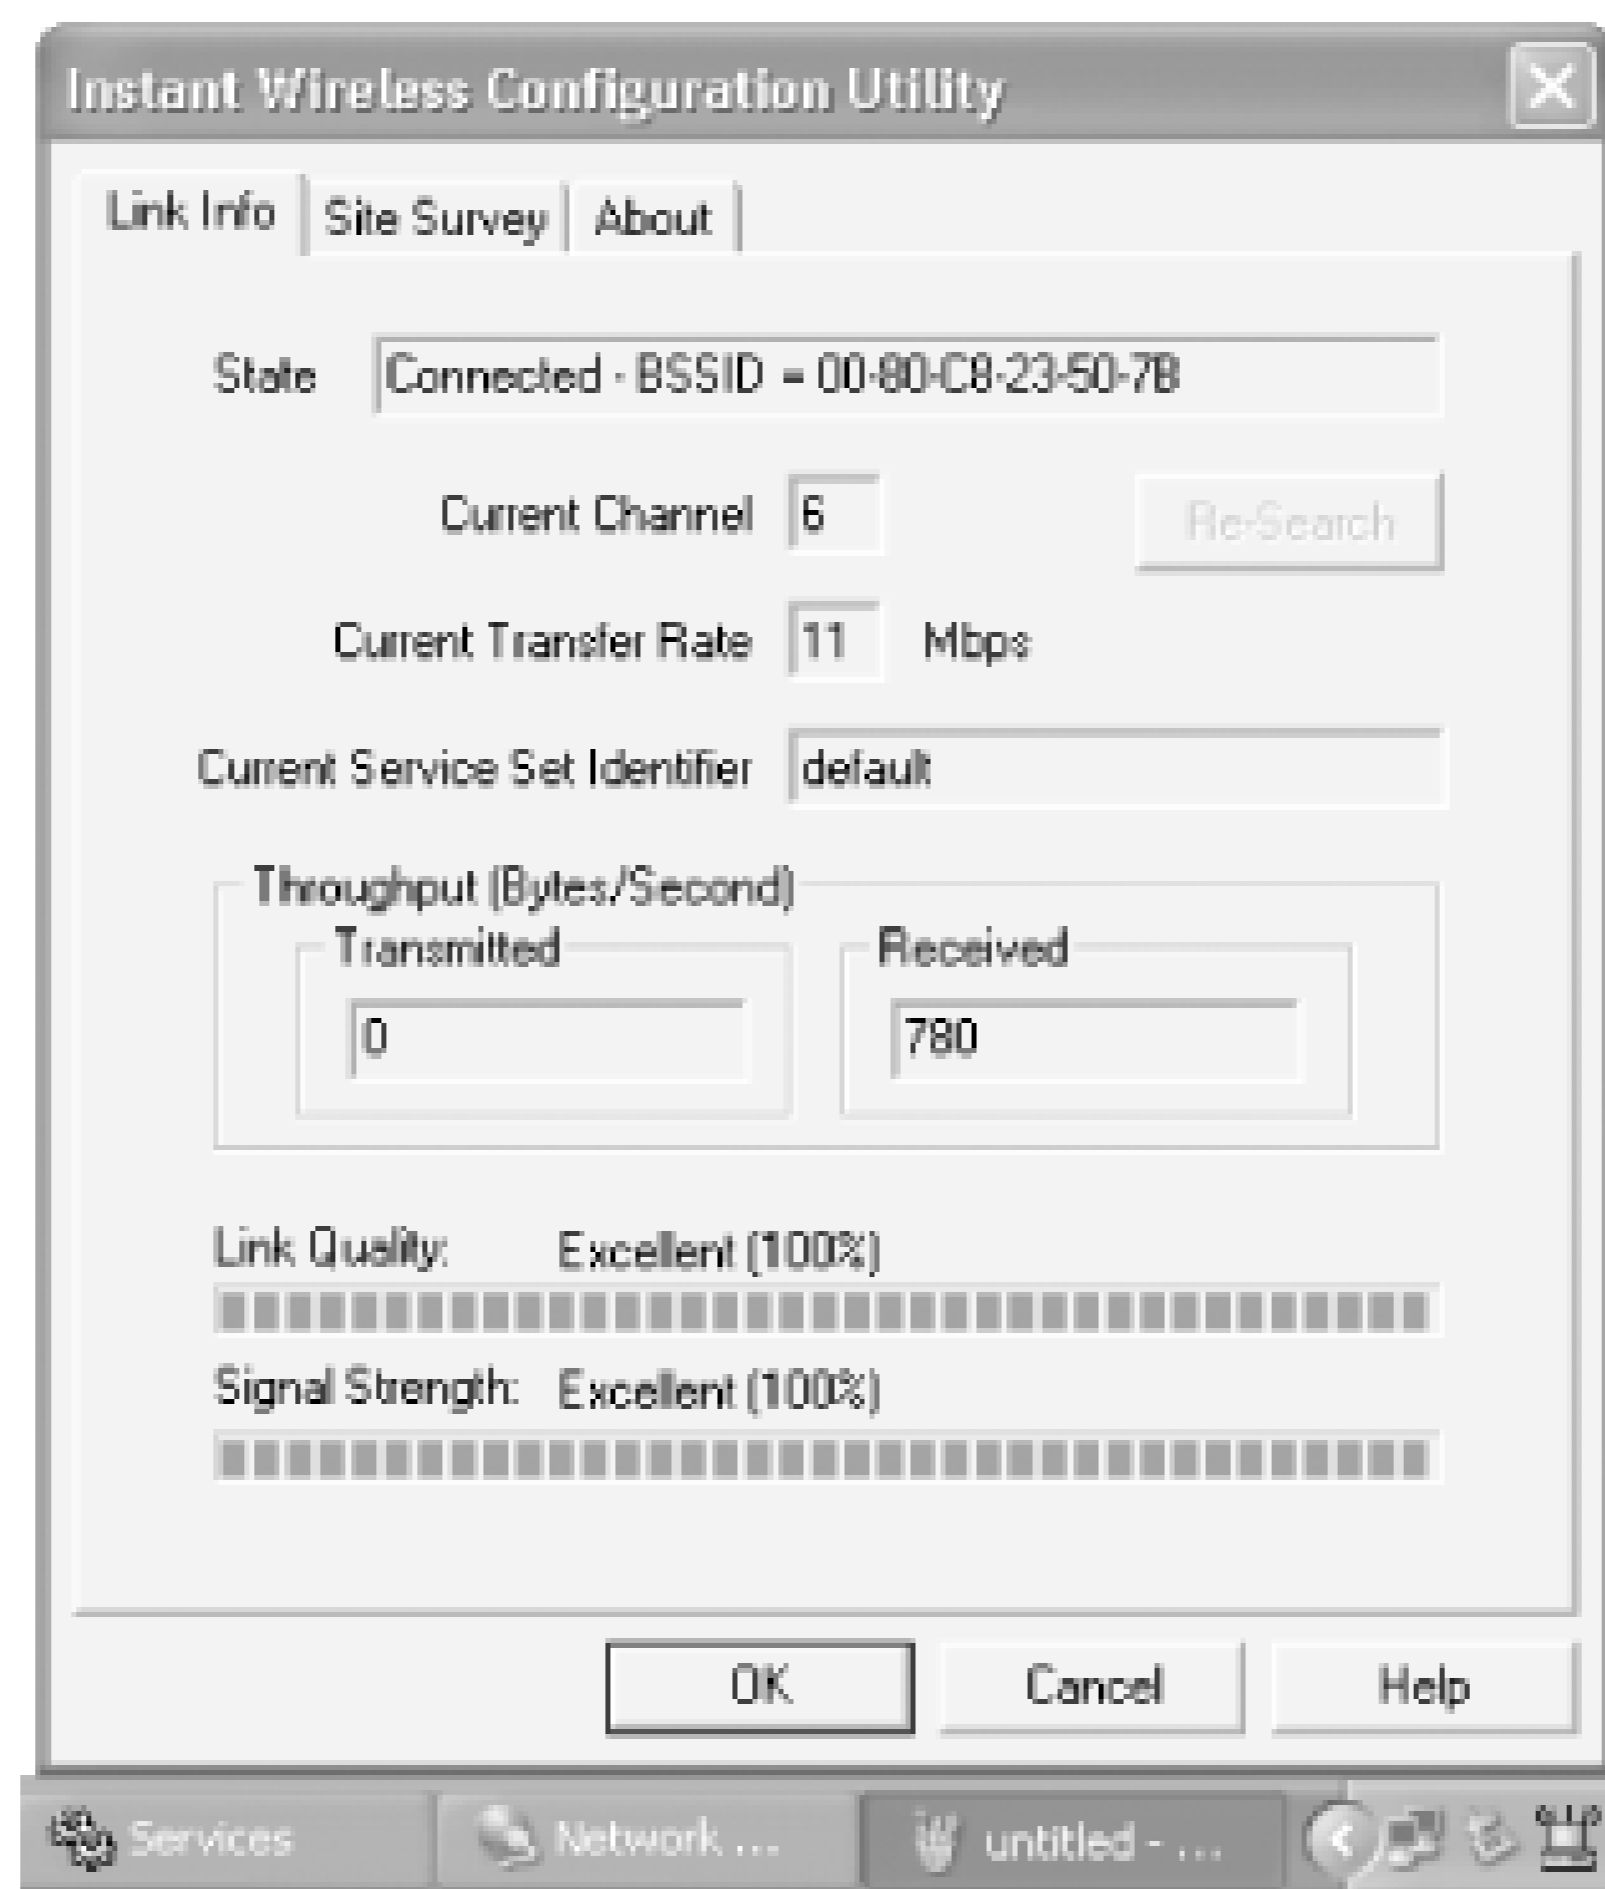 Instant Wireless Configuration Utility
Link Info Site Survey About
State Connected - BSSID = 00-80-C8-23-50-7B
Current Channel 6 Re-Search
Current Transfer Rate 11 Mbps
Current Service Set Identifier default
Throughput (Bytes/Second)
Transmitted Received
0 780
Link Quality: Excellent (100%)
Signal Strength: Excellent (100%)
OK Cancel Help
Services Network ... untitled - ...